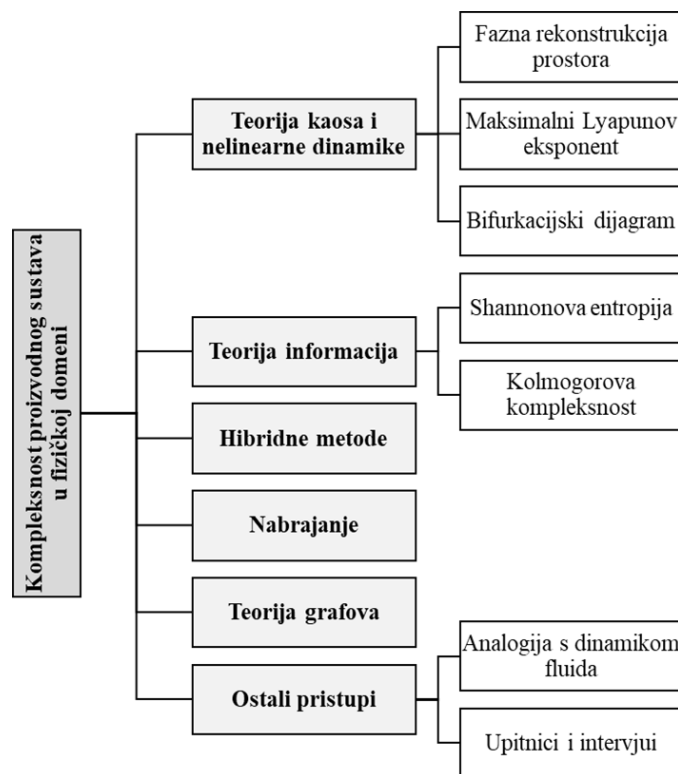 Kompleksnost proizvodnog sustava
u fizičkoj domeni
Teorija kaosa i
nelinearne dinamike
Fazna rekonstrukcija
prostora
Maksimalni Lyapunov
eksponent
Bifurkacijski dijagram
Teorija informacija
Shannonova entropija
Kolmogorova
kompleksnost
Hibridne metode
Nabrajanje
Teorija grafova
Ostali pristupi
Analogija s dinamikom
fluida
Upitnici i intervjui